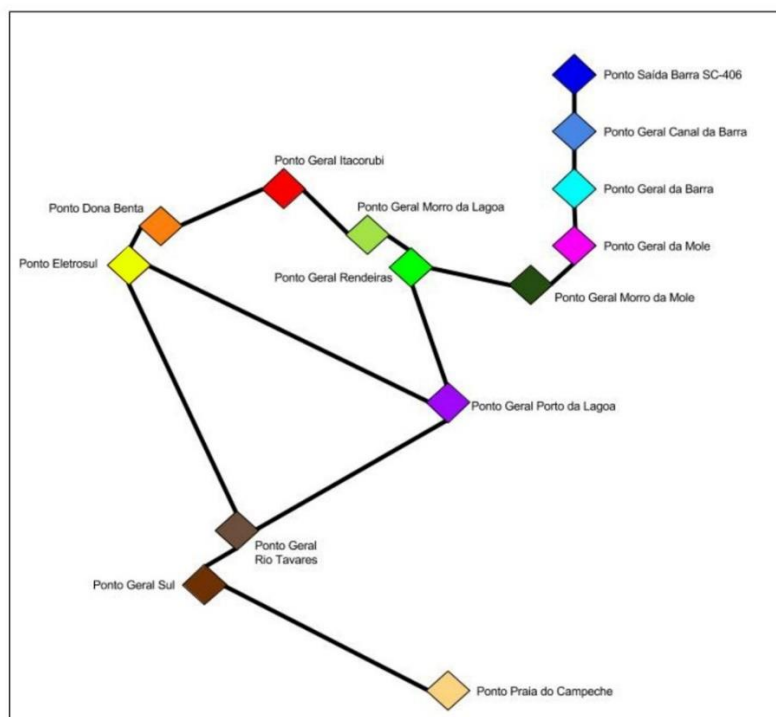 Ponto Saída Barra SC-406
Ponto Geral Canal da Barra
Ponto Geral Itacorubi
Ponto Geral da Barra
Ponto Geral Morro da Lagoa
Ponto Dona Benta
Ponto Geral da Mole
Ponto Eletrosul
Ponto Geral Rendeiras
Ponto Geral Morro da Mole
Ponto Geral Porto da Lagoa
Ponto Geral
Rio Tavares
Ponto Geral Sul
Ponto Praia do Campeche